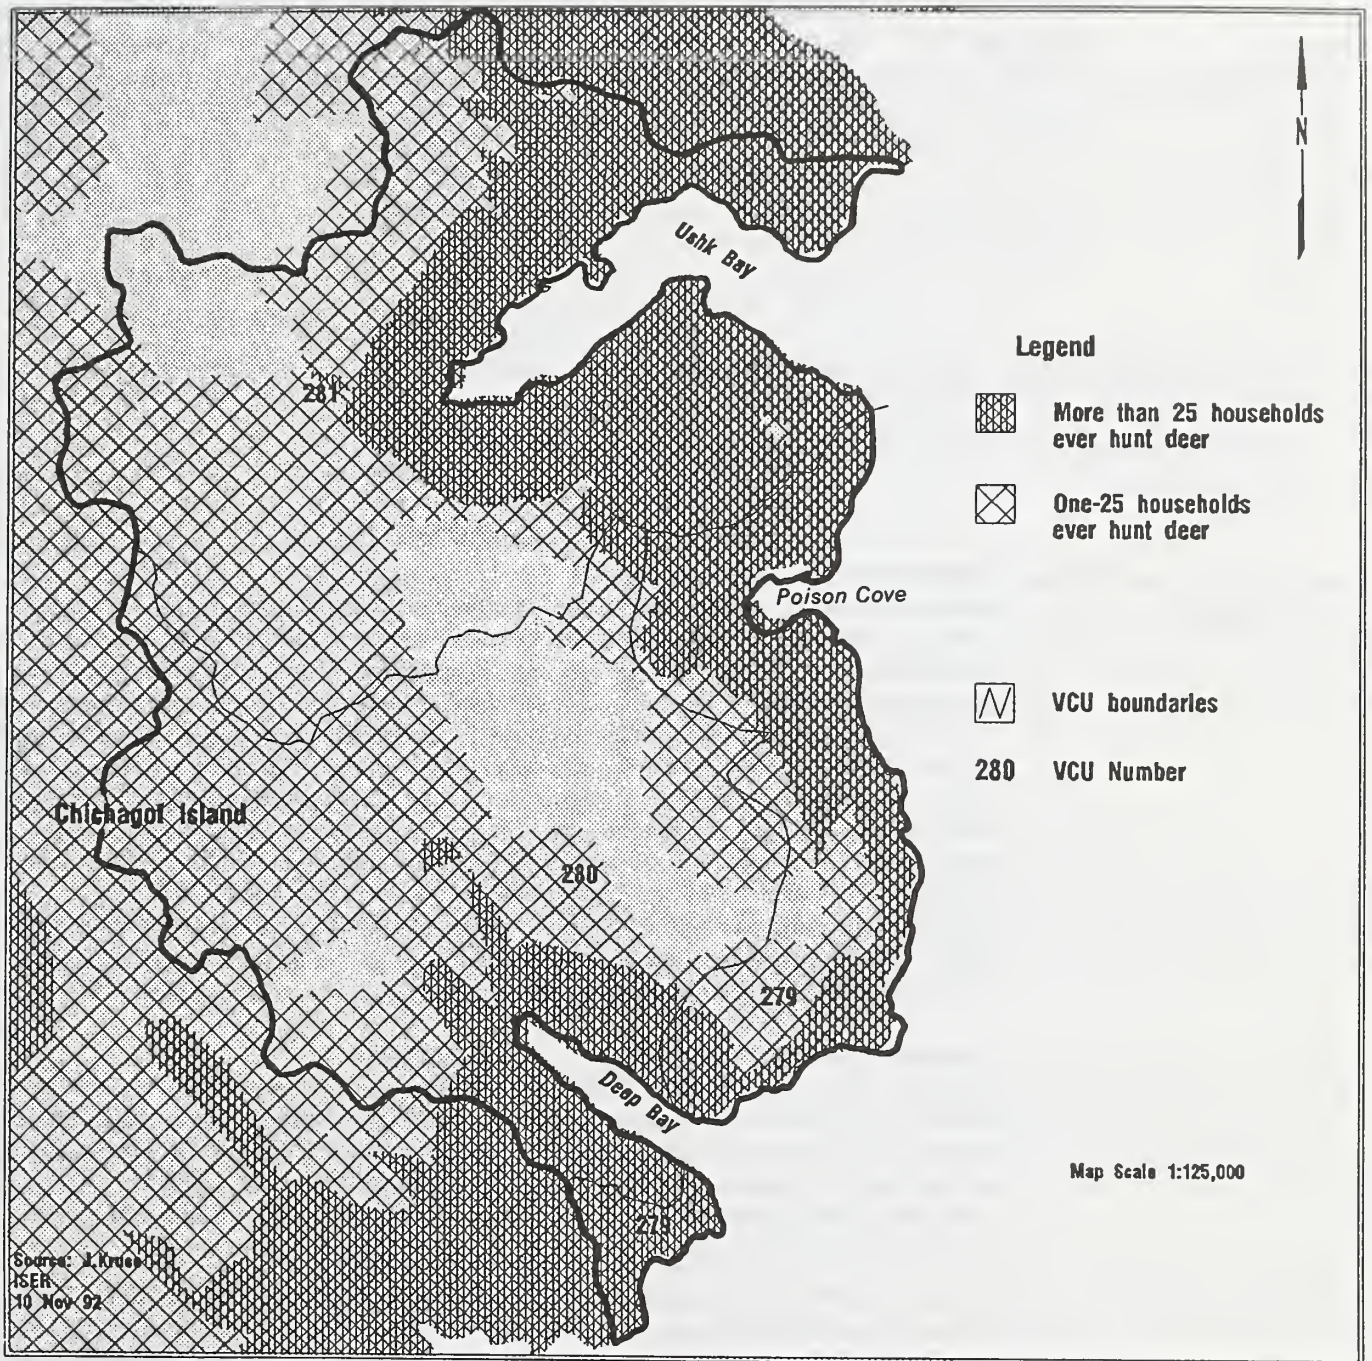 N
Ushk Bay
Legend
281
More than 25 households
ever hunt deer
One-25 households
ever hunt deer
Poison Cove
VCU boundaries
280 VCU Number
Chichagof Island
280
279
Deep Bay
Map Scale 1:125,000
279
Source: J.Kruse
ISER
10 Nov 92